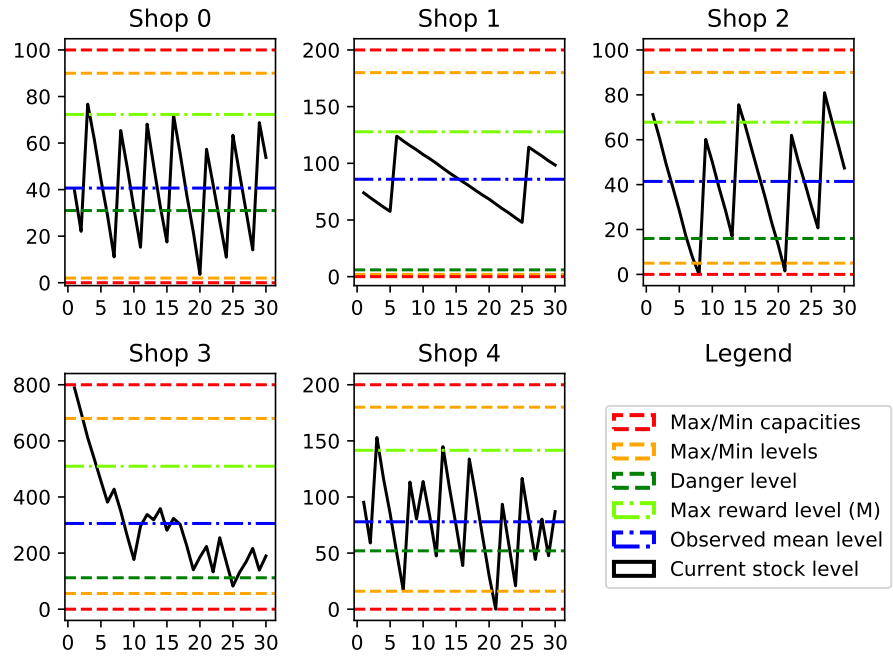 Shop 0
Shop 1
Shop 2
100
80
60
40
20
0
0 5 10 15 20 25 30
200
150
100
50
0
0 5 10 15 20 25 30
100
80
60
40
20
0
0 5 10 15 20 25 30
Shop 3
Shop 4
Legend
800
600
400
200
0
0 5 10 15 20 25 30
200
150
100
50
0
0 5 10 15 20 25 30
Max/Min capacities
Max/Min levels
Danger level
Max reward level (M)
Observed mean level
Current stock level